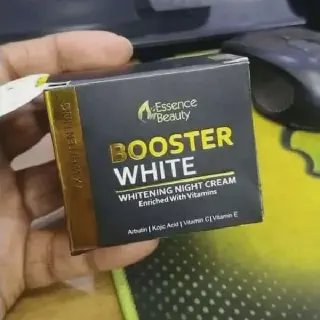 Essence
Beauty
BOOSTER
WHITE
WHITENING NIGHT CREAM
Enriched With Vitamins
Arbutin | Kojic Acid | Vitamin C | Vitamin E